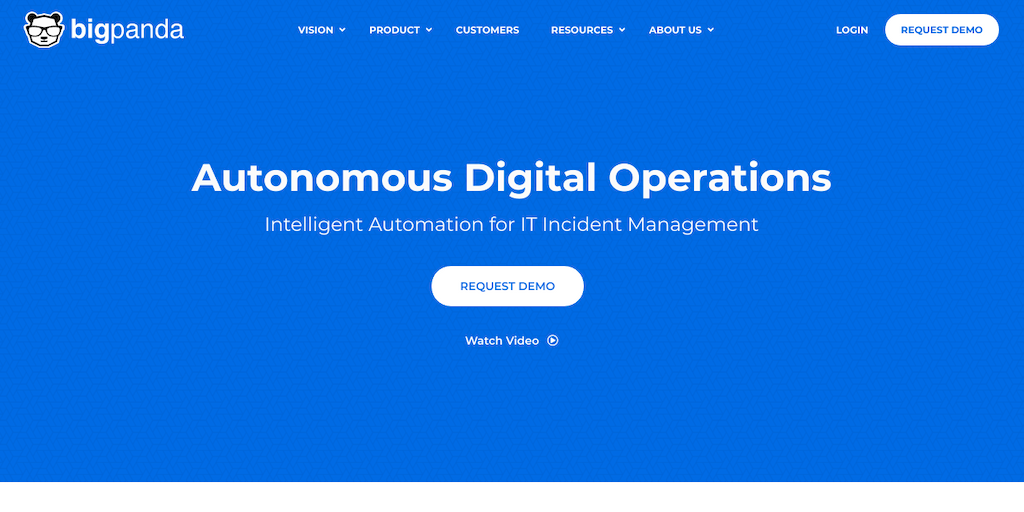 bigpanda
VISION
PRODUCT
CUSTOMERS
RESOURCES
ABOUT US
LOGIN
REQUEST DEMO
Autonomous Digital Operations
Intelligent Automation for IT Incident Management
REQUEST DEMO
Watch Video